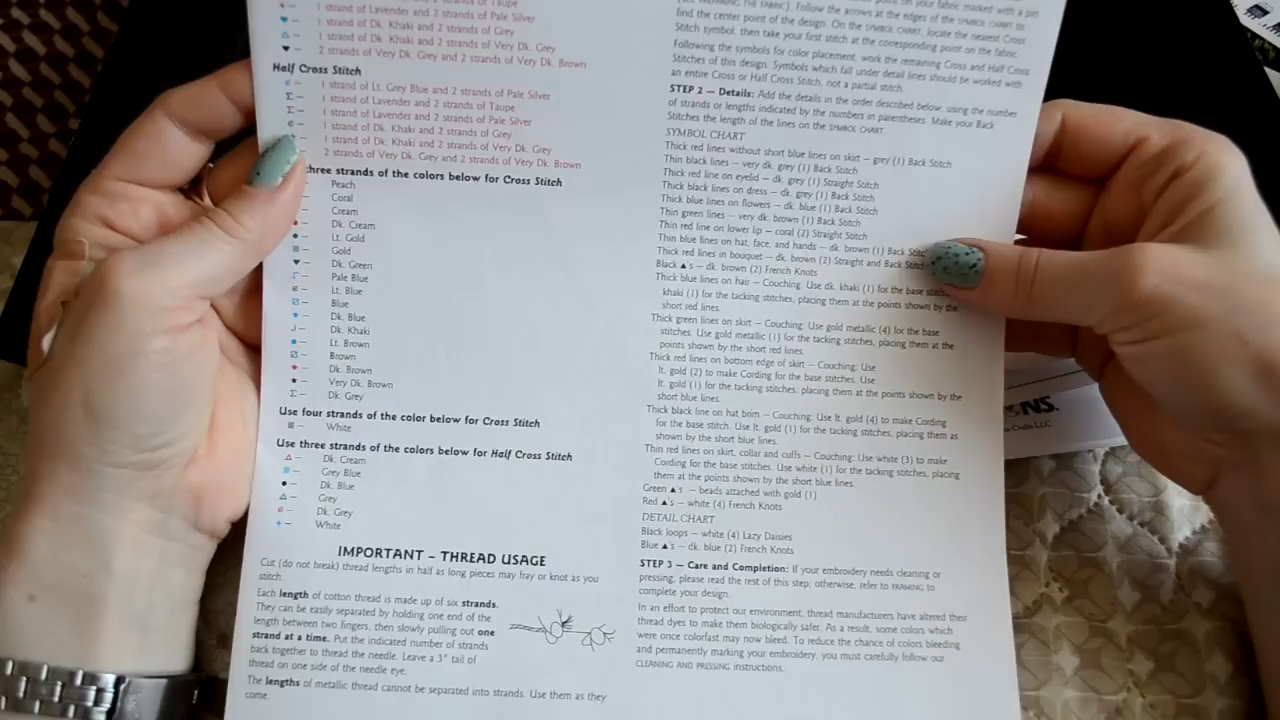 1 strand of Lavender and 2 strands of Pale Silver
1 strand of Dk. Khaki and 2 strands of Grey
1 strand of Dk. Khaki and 2 strands of Very Dk. Grey
2 strands of Very Dk. Grey and 2 strands of Very Dk. Brown
Half Cross Stitch
1 strand of Lt. Grey Blue and 2 strands of Pale Silver
1 strand of Lavender and 2 strands of Taupe
1 strand of Lavender and 2 strands of Pale Silver
1 strand of Dk. Khaki and 2 strands of Grey
1 strand of Dk. Khaki and 2 strands of Very Dk. Grey
2 strands of Very Dk. Grey and 2 strands of Very Dk. Brown
three strands of the colors below for Cross Stitch
Peach
Coral
Cream
Dk. Cream
Lt. Gold
Gold
Dk. Green
Pale Blue
Lt. Blue
Blue
Dk. Blue
Dk. Khaki
Lt. Brown
Brown
Dk. Brown
Very Dk. Brown
Σ – Dk. Grey
Use four strands of the color below for Cross Stitch
White
Use three strands of the colors below for Half Cross Stitch
Dk. Cream
Grey Blue
Dk. Blue
Grey
Dk. Grey
White
IMPORTANT – THREAD USAGE
Cut (do not break) thread lengths in half as long pieces may fray or knot as you
stitch.
Each length of cotton thread is made up of six strands.
They can be easily separated by holding one end of the
length between two fingers, then slowly pulling out one
strand at a time. Put the indicated number of strands
back together to thread the needle. Leave a 3" tail of
thread on one side of the needle eye.
The lengths of metallic thread cannot be separated into strands. Use them as they
come.
your fabric marked with a pin
Follow the arrows at the edges of the SYMBOL CHART to
find the center point of the design. On the SYMBOL CHART, locate the nearest Cross
Stitch symbol, then take your first stitch at the corresponding point on the fabric.
Following the symbols for color placement, work the remaining Cross and Half Cross
Stitches of this design. Symbols which fall under detail lines should be worked with
an entire Cross or Half Cross Stitch, not a partial stitch.
STEP 2 – Details: Add the details in the order described below, using the number
of strands or lengths indicated by the numbers in parentheses. Make your Back
Stitches the length of the lines on the SYMBOL CHART.
SYMBOL CHART
Thick red lines without short blue lines on skirt – grey (1) Back Stitch
Thin black lines – very dk. grey (1) Back Stitch
Thick red line on eyelid – dk. grey (1) Straight Stitch
Thick black lines on dress – dk. grey (1) Back Stitch
Thick blue lines on flowers – dk. blue (1) Back Stitch
Thin green lines – very dk. brown (1) Back Stitch
Thin red line on lower lip – coral (2) Straight Stitch
Thin blue lines on hat, face, and hands – dk. brown (1) Back Stitch
Thick red lines in bouquet – dk. brown (2) Straight and Back Stitch
Black ▲'s – dk. brown (2) French Knots
Thick blue lines on hair – Couching: Use dk. khaki (1) for the base
khaki (1) for the tacking stitches, placing them at the points shown by the
short red lines.
Thick green lines on skirt – Couching: Use gold metallic (4) for the base
stitches. Use gold metallic (1) for the tacking stitches, placing them at the
points shown by the short red lines.
Thick red lines on bottom edge of skirt – Couching: Use
lt. gold (2) to make Cording for the base stitches. Use
lt. gold (1) for the tacking stitches, placing them at the points shown by the
short blue lines.
Thick black line on hat brim – Couching: Use lt. gold (4) to make Cording
for the base stitch. Use lt. gold (1) for the tacking stitches, placing them as
shown by the short blue lines.
Thin red lines on skirt, collar and cuffs – Couching: Use white (3) to make
Cording for the base stitches. Use white (1) for the tacking stitches, placing
them at the points shown by the short blue lines.
Green ▲'s – beads attached with gold (1)
Red ▲'s – white (4) French Knots
DETAIL CHART
Black loops – white (4) Lazy Daisies
Blue ▲'s – dk. blue (2) French Knots
STEP 3 – Care and Completion: If your embroidery needs cleaning or
pressing, please read the rest of this step; otherwise, refer to FRAMING to
complete your design.
In an effort to protect our environment, thread manufacturers have altered their
thread dyes to make them biologically safer. As a result, some colors which
were once colorfast may now bleed. To reduce the chance of colors bleeding
and permanently marking your embroidery, you must carefully follow our
CLEANING AND PRESSING instructions.
Crafts LLC